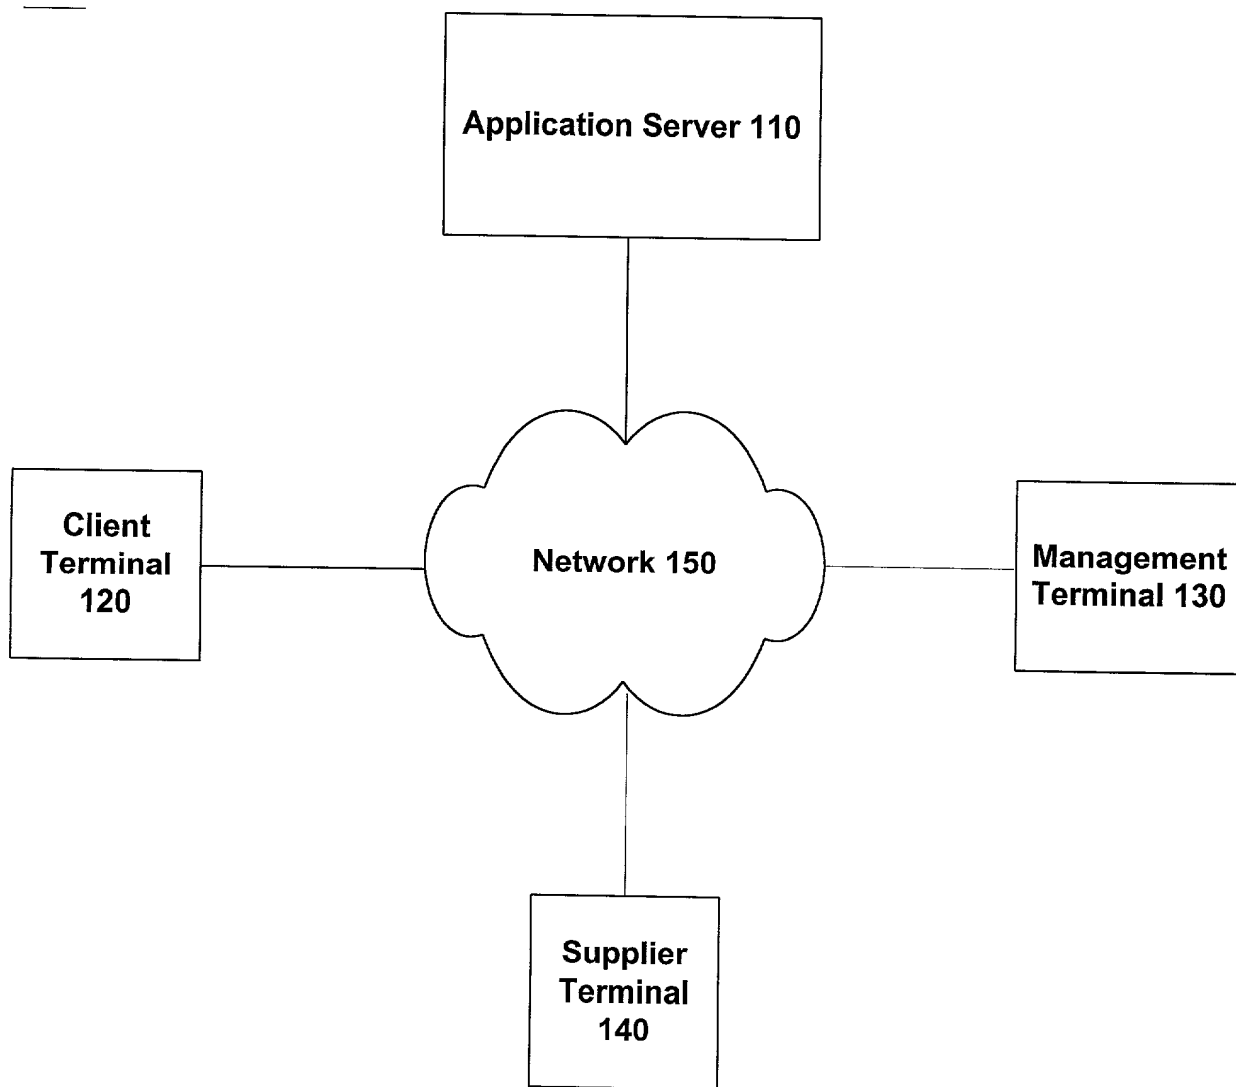 Application Server 110
Client
Terminal
120
Network 150
Management
Terminal 130
Supplier
Terminal
140